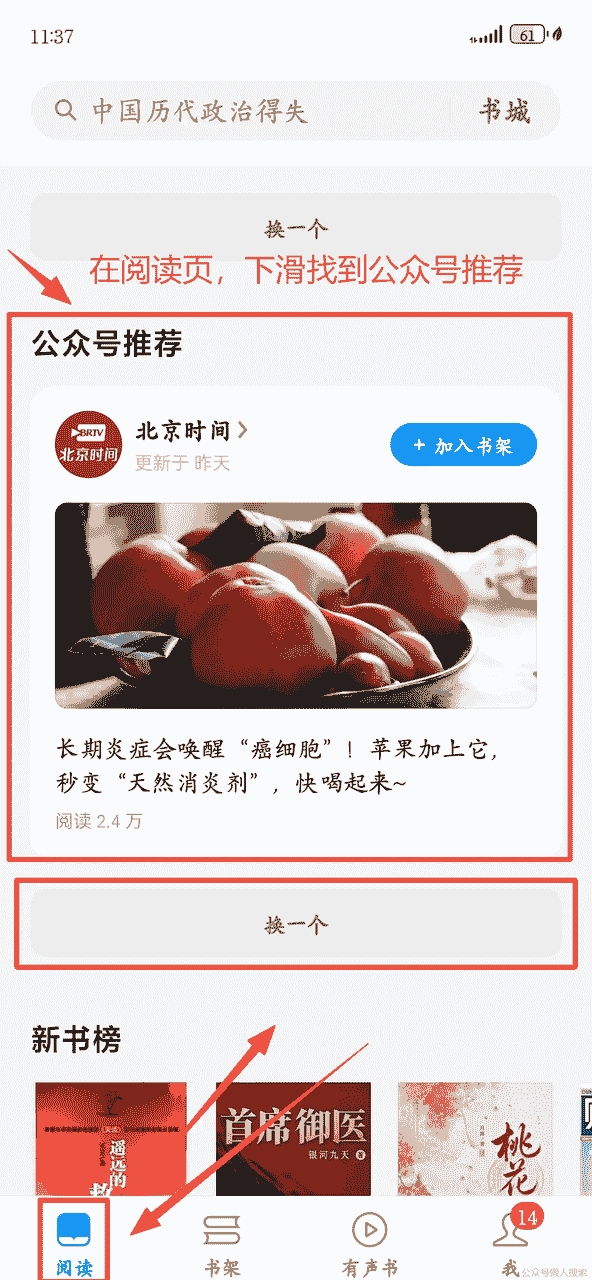 11:37
61
中国历代政治得失
书城
换一个
在阅读页，下滑找到公众号推荐
公众号推荐
BRTV
北京时间
北京时间
更新于 昨天
+ 加入书架
长期炎症会唤醒“癌细胞”！苹果加上它，
秒变“天然消炎剂”，快喝起来~
阅读 2.4 万
换一个
新书榜
遥远的
救
首席御医
银河九天
桃花
14
阅读
书架
有声书
我
公众号懒人搜索